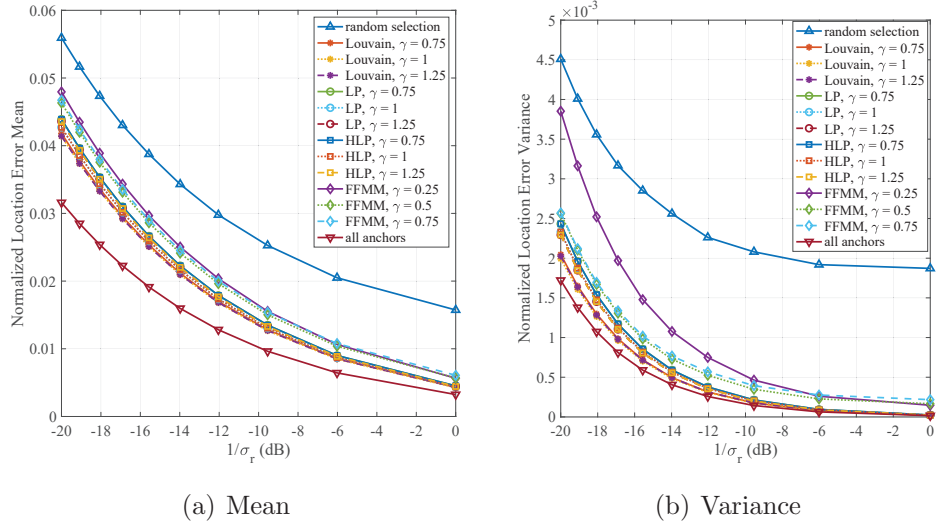 0.06
0.05
0.04
0.03
0.02
0.01
0
Normalized Location Error Mean
-20 -18 -16 -14 -12 -10 -8 -6 -4 -2 0
1/σr (dB)
random selection
Louvain, γ = 0.75
Louvain, γ = 1
Louvain, γ = 1.25
LP, γ = 0.75
LP, γ = 1
LP, γ = 1.25
HLP, γ = 0.75
HLP, γ = 1
HLP, γ = 1.25
FFMM, γ = 0.25
FFMM, γ = 0.5
FFMM, γ = 0.75
all anchors
(a) Mean
5 ×10⁻³
4.5
4
3.5
3
2.5
2
1.5
1
0.5
0
Normalized Location Error Variance
-20 -18 -16 -14 -12 -10 -8 -6 -4 -2 0
1/σr (dB)
random selection
Louvain, γ = 0.75
Louvain, γ = 1
Louvain, γ = 1.25
LP, γ = 0.75
LP, γ = 1
LP, γ = 1.25
HLP, γ = 0.75
HLP, γ = 1
HLP, γ = 1.25
FFMM, γ = 0.25
FFMM, γ = 0.5
FFMM, γ = 0.75
all anchors
(b) Variance